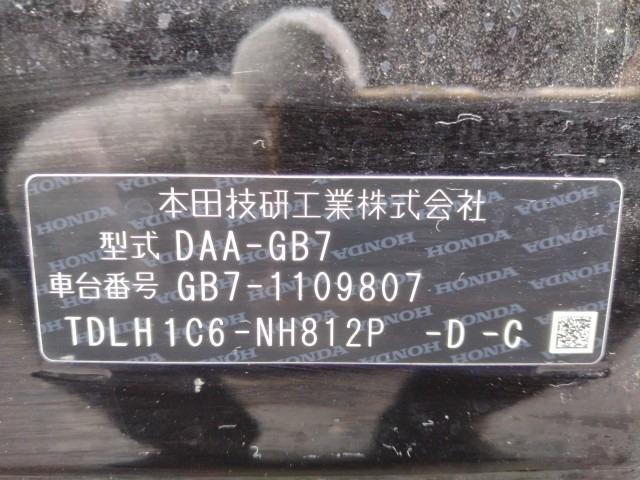 本田技研工業株式会社
型式 DAA-GB7
車台番号 GB7-1109807
TDLH1C6-NH812P -D -C